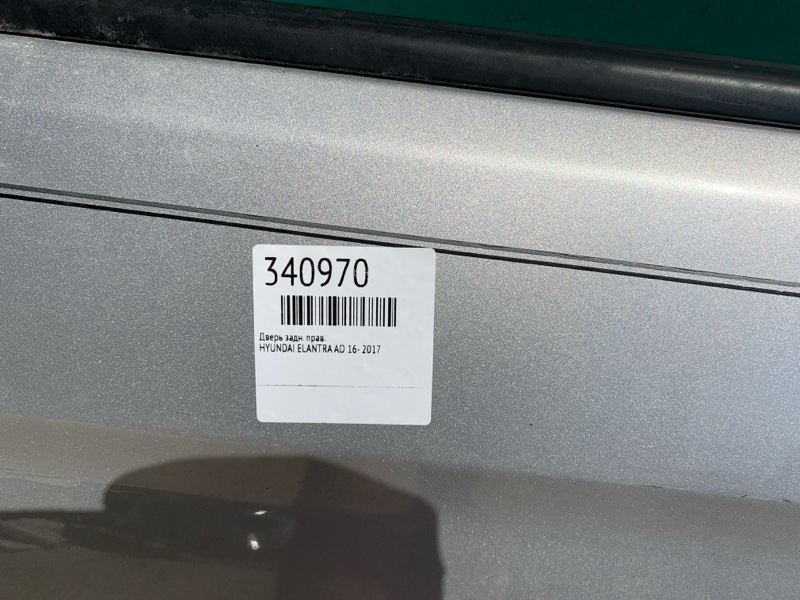 340970
Дверь задн. прав.
HYUNDAI ELANTRA AD 16- 2017